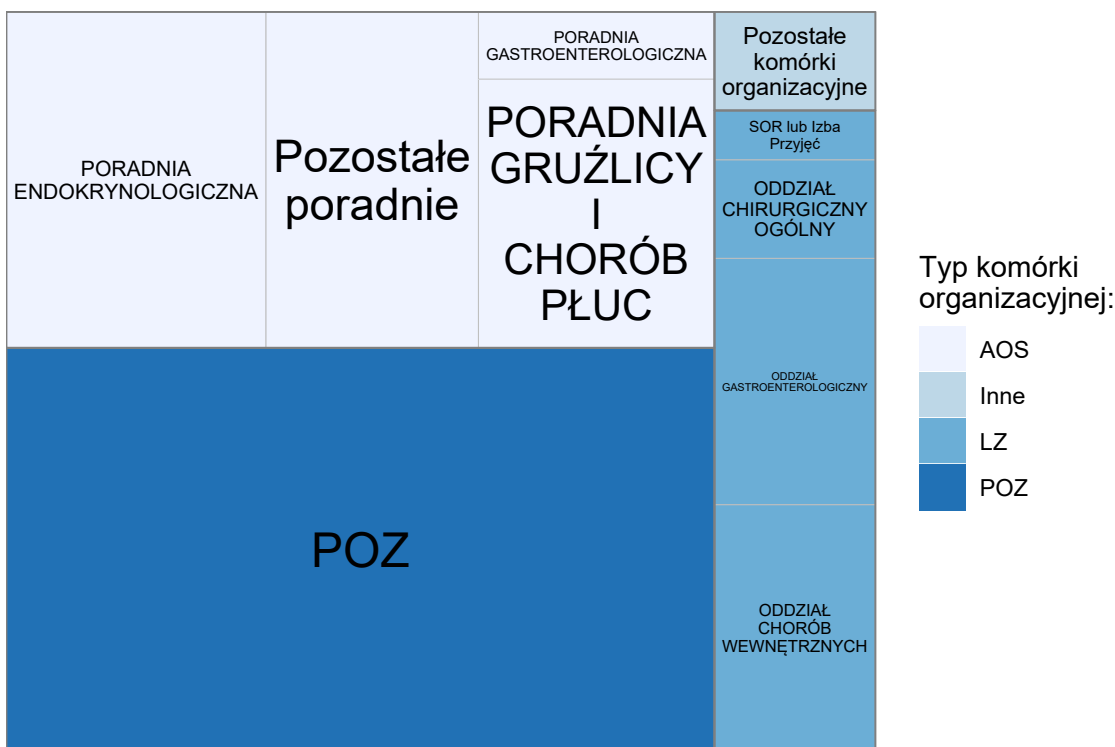 PORADNIA
ENDOKRYNOLOGICZNA
Pozostałe
poradnie
PORADNIA
GASTROENTEROLOGICZNA
PORADNIA
GRUŹLICY
I
CHORÓB
PŁUC
Pozostałe
komórki
organizacyjne
SOR lub Izba
Przyjęć
ODDZIAŁ
CHIRURGICZNY
OGÓLNY
ODDZIAŁ
GASTROENTEROLOGICZNY
ODDZIAŁ
CHORÓB
WEWNĘTRZNYCH
POZ
Typ komórki
organizacyjnej:
AOS
Inne
LZ
POZ